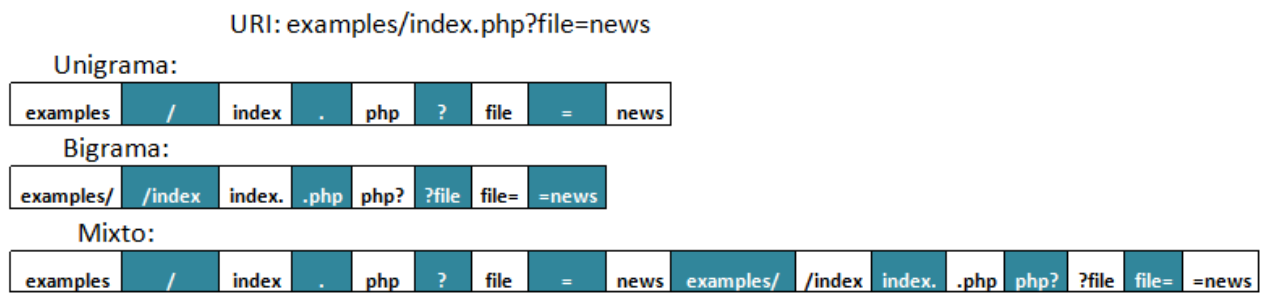 URI: examples/index.php?file=news
Unigrama:
examples / index . php ? file = news
Bigrama:
examples/ /index index. .php php? ?file file= =news
Mixto:
examples / index . php ? file = news examples/ /index index. .php php? ?file file= =news